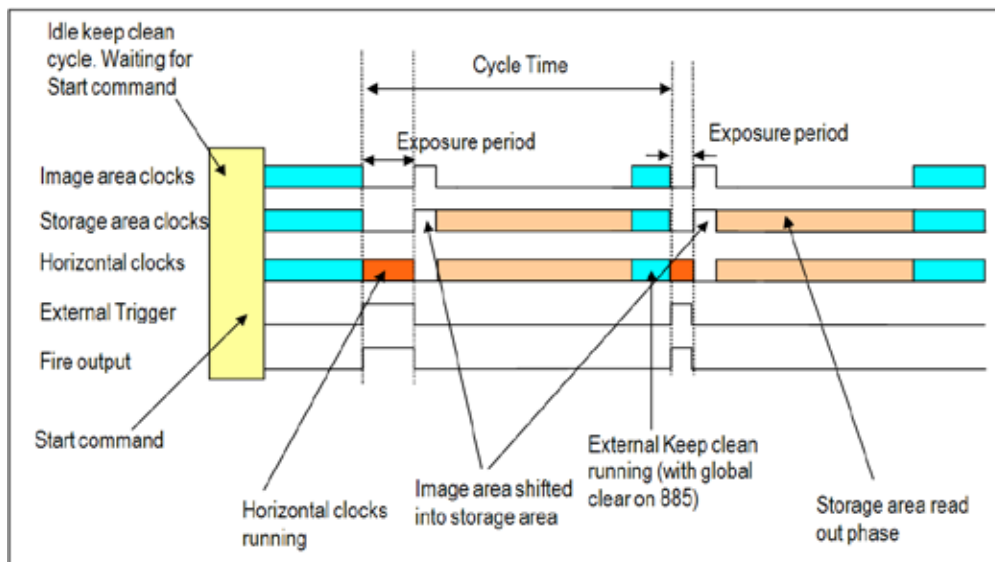 Idle keep clean
cycle. Waiting for
Start command
Cycle Time
Exposure period
Exposure period
Image area clocks
Storage area clocks
Horizontal clocks
External Trigger
Fire output
Start command
Horizontal clocks
running
Image area shifted
into storage area
External Keep clean
running (with global
clear on 885)
Storage area read
out phase